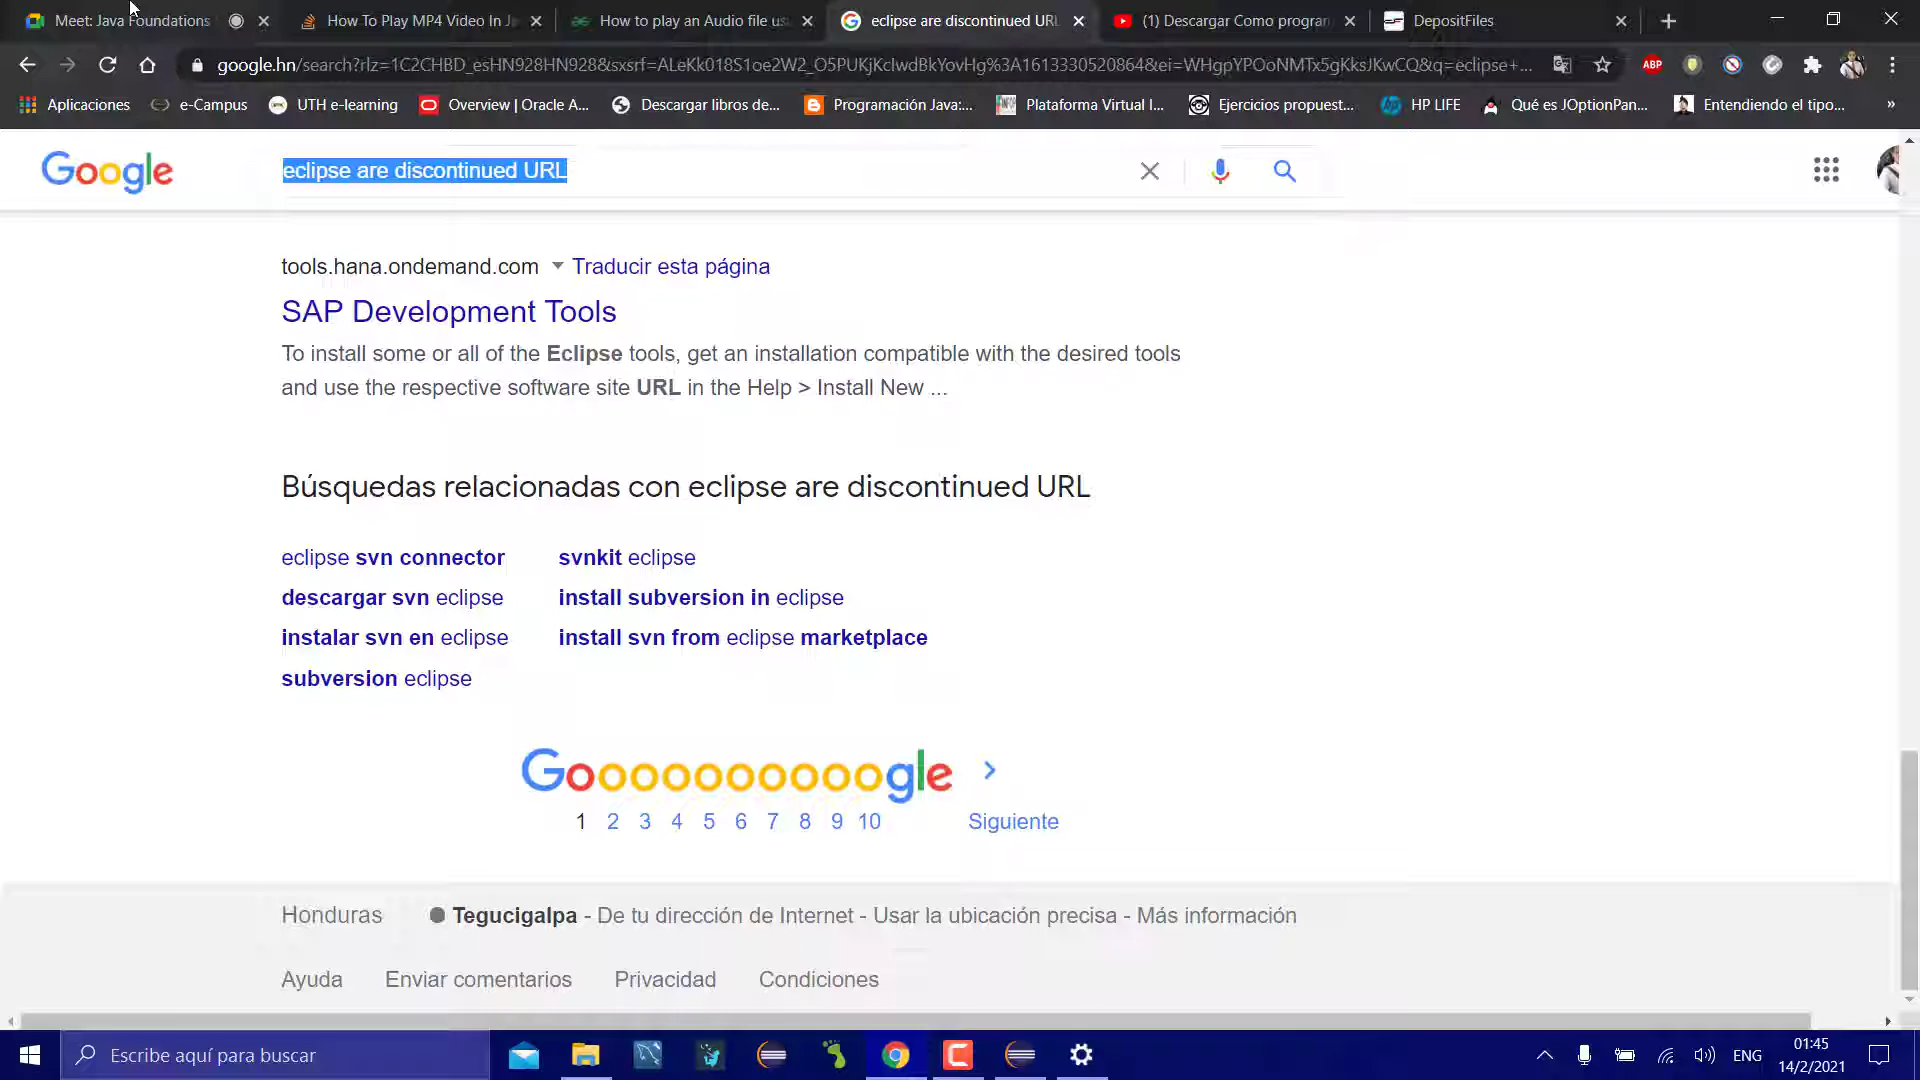 Meet: Java Foundations
How To Play MP4 Video In J
How to play an Audio file us
eclipse are discontinued URL
(1) Descargar Como program
DepositFiles
google.hn/search?rlz=1C2CHBD_esHN928HN928&sxsrf=ALeKk018S1oe2W2_O5PUKjKcIwdBkYovHg%3A1613330520864&ei=WHgpYPOoNMTx5gKksJKwCQ&q=eclipse+...
ABP
Aplicaciones
e-Campus
UTH e-learning
Overview | Oracle A...
Descargar libros de...
Programación Java:...
Plataforma Virtual I...
Ejercicios propuest...
HP LIFE
Qué es JOptionPan...
Entendiendo el tipo...
»
Google
eclipse are discontinued URL
tools.hana.ondemand.com Traducir esta página
SAP Development Tools
To install some or all of the Eclipse tools, get an installation compatible with the desired tools
and use the respective software site URL in the Help > Install New ...
Búsquedas relacionadas con eclipse are discontinued URL
eclipse svn connector
svnkit eclipse
descargar svn eclipse
install subversion in eclipse
instalar svn en eclipse
install svn from eclipse marketplace
subversion eclipse
Goooooooooogle
1 2 3 4 5 6 7 8 9 10 Siguiente
Honduras
Tegucigalpa - De tu dirección de Internet - Usar la ubicación precisa - Más información
Ayuda Enviar comentarios Privacidad Condiciones
Escribe aquí para buscar
ENG
01:45
14/2/2021